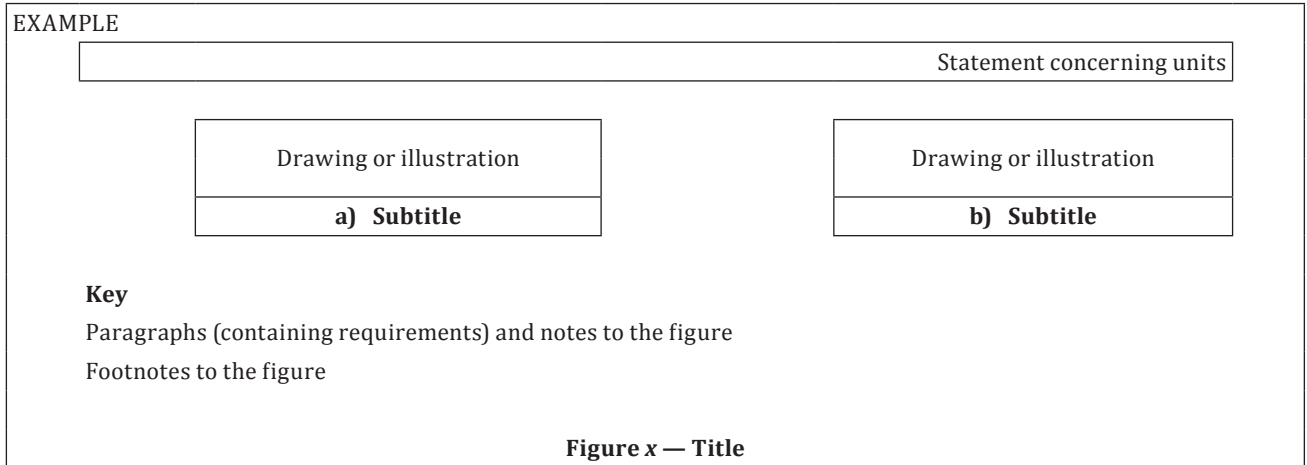 EXAMPLE
Statement concerning units
Drawing or illustration Drawing or illustration
a) Subtitle b) Subtitle
Key
Paragraphs (containing requirements) and notes to the figure
Footnotes to the figure
Figure x — Title